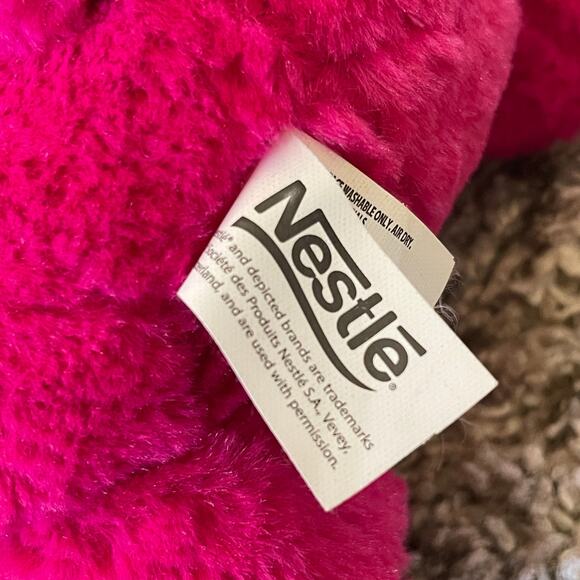 Nestlé®
and depicted brands are trademarks
Société des Produits Nestlé S.A., Vevey,
and are used with permission.
WASHABLE ONLY. AIR DRY.